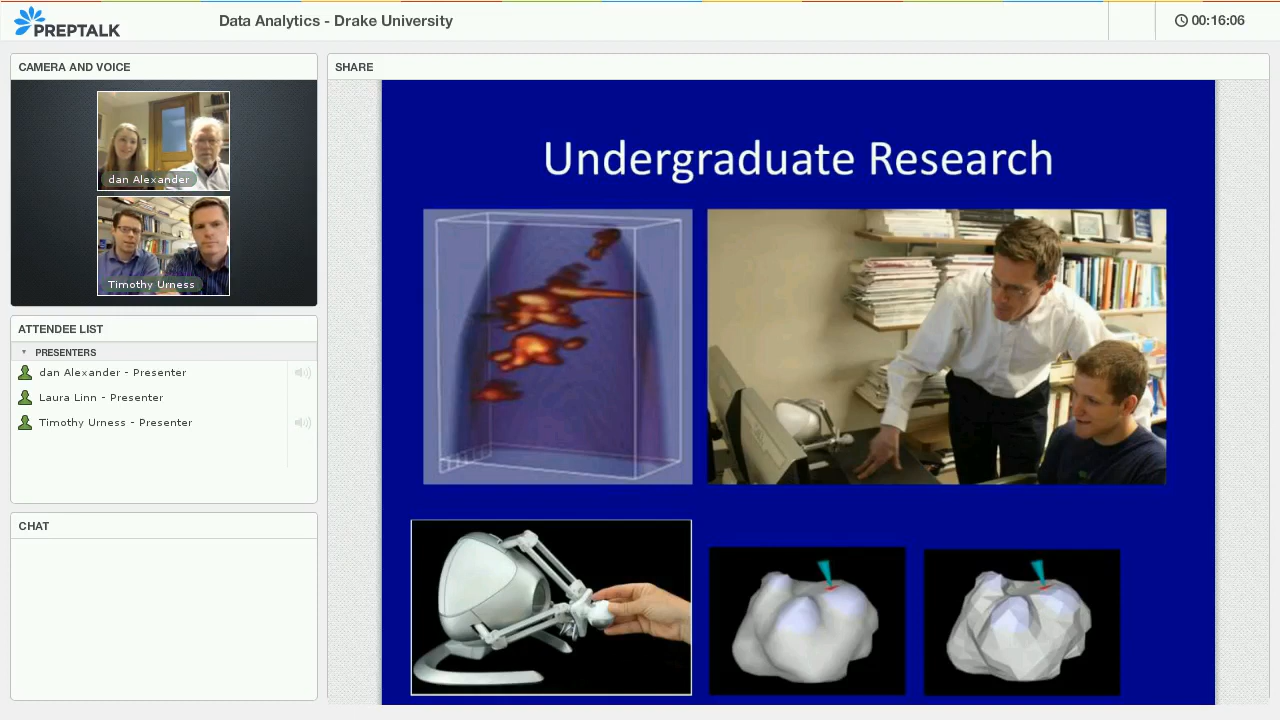 PREPTALK
Data Analytics - Drake University
00:16:06
CAMERA AND VOICE
dan Alexander
Timothy Urness
ATTENDEE LIST
PRESENTERS
dan Alexander - Presenter
Laura Linn - Presenter
Timothy Urness - Presenter
CHAT
SHARE
Undergraduate Research